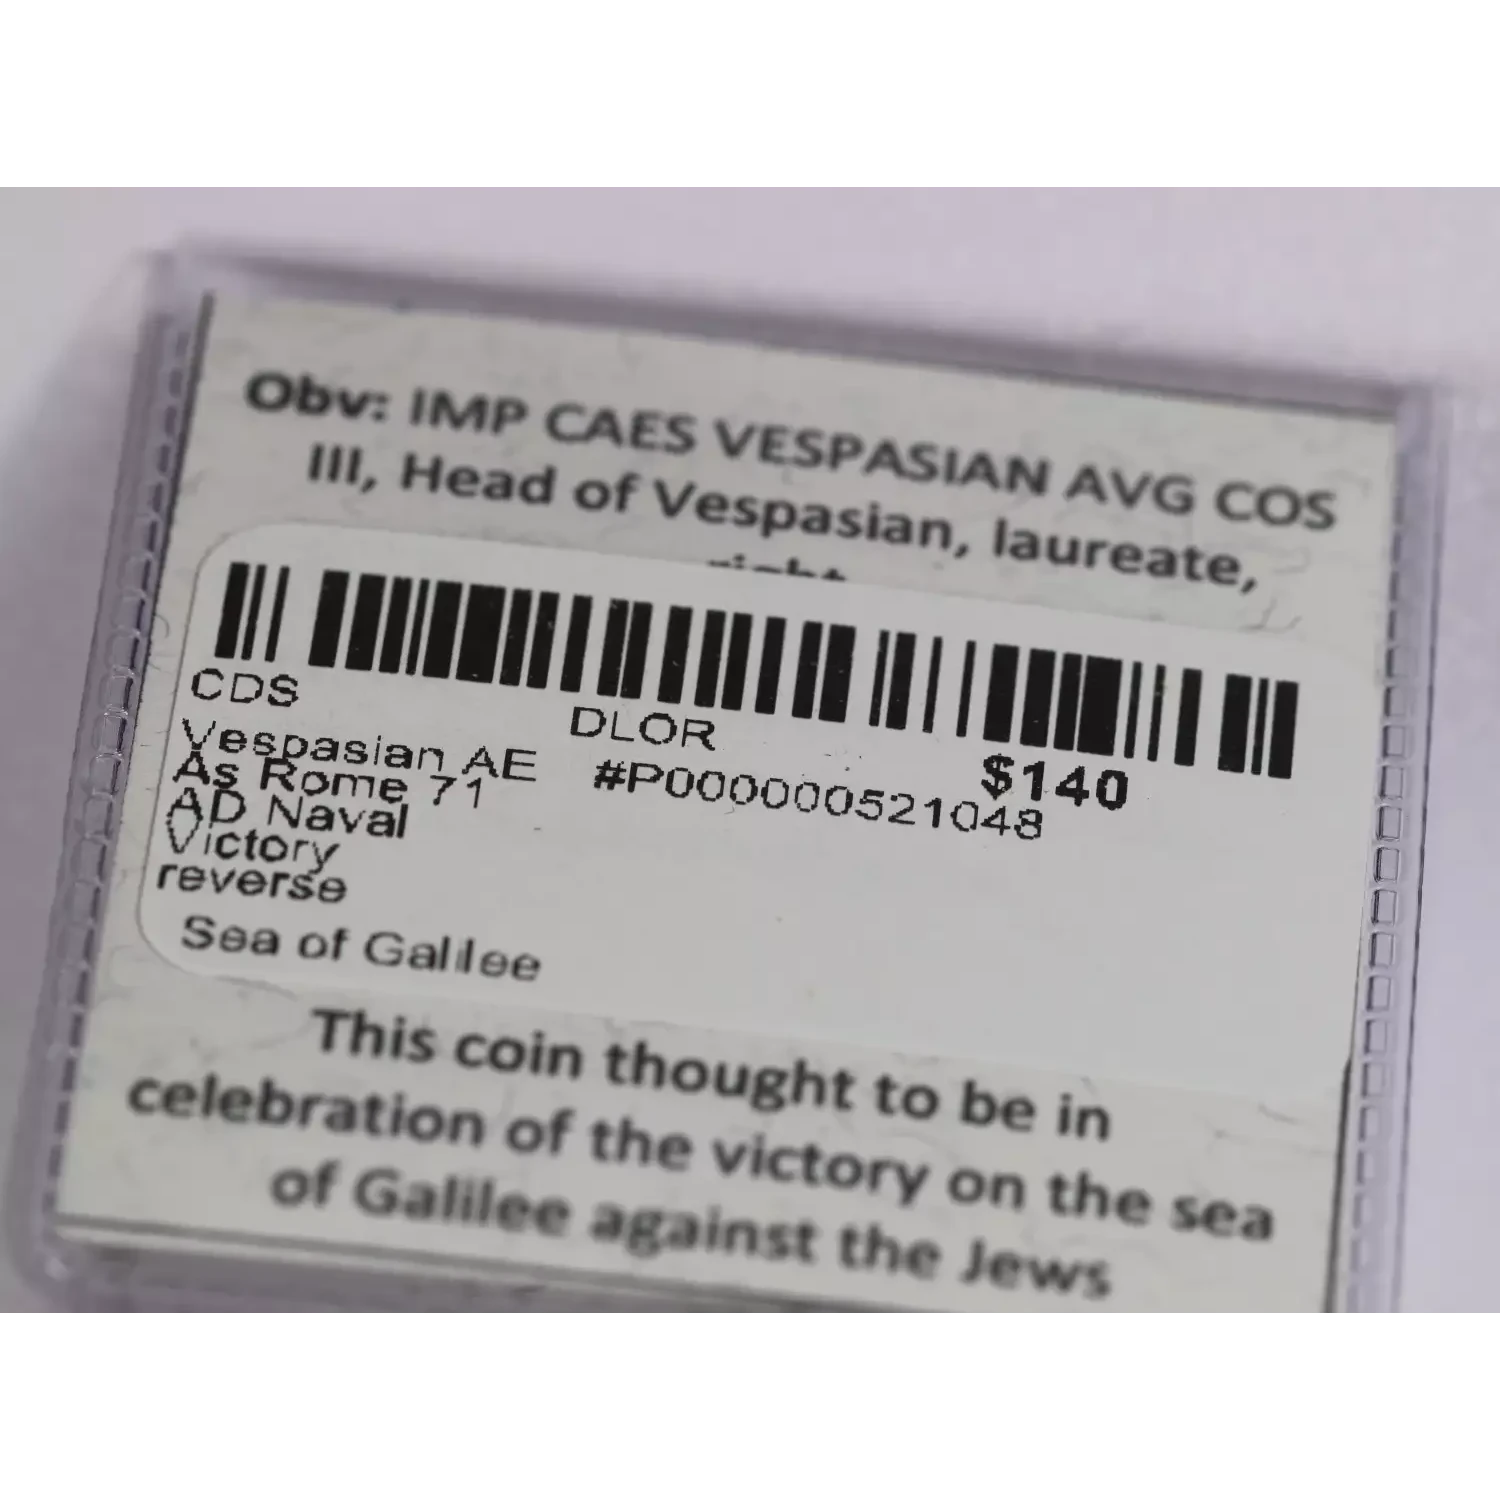 Obv: IMP CAES VESPASIAN AVG COS
III, Head of Vespasian, laureate,
right
CDS
DLOR
$140
#P000000521048
Vespasian AE
As Rome 71
AD Naval
Victory
reverse
Sea of Galilee
This coin thought to be in
celebration of the victory on the sea
of Galilee against the Jews